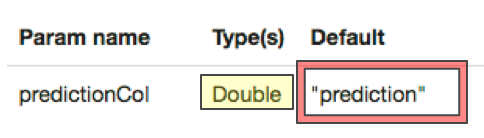 Param name Type(s) Default
predictionCol Double "prediction"